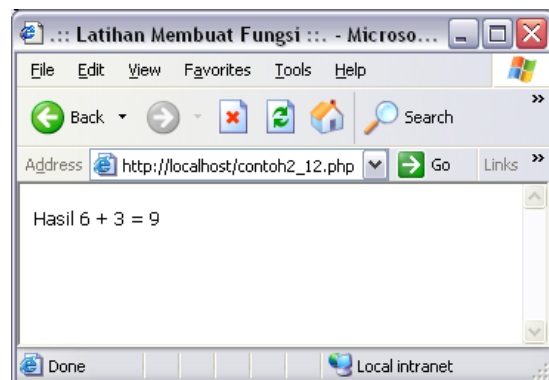 .:: Latihan Membuat Fungsi ::. - Microso...
File Edit View Favorites Tools Help
Back Search »
Address http://localhost/contoh2_12.php Go Links »
Hasil 6 + 3 = 9
Done Local intranet